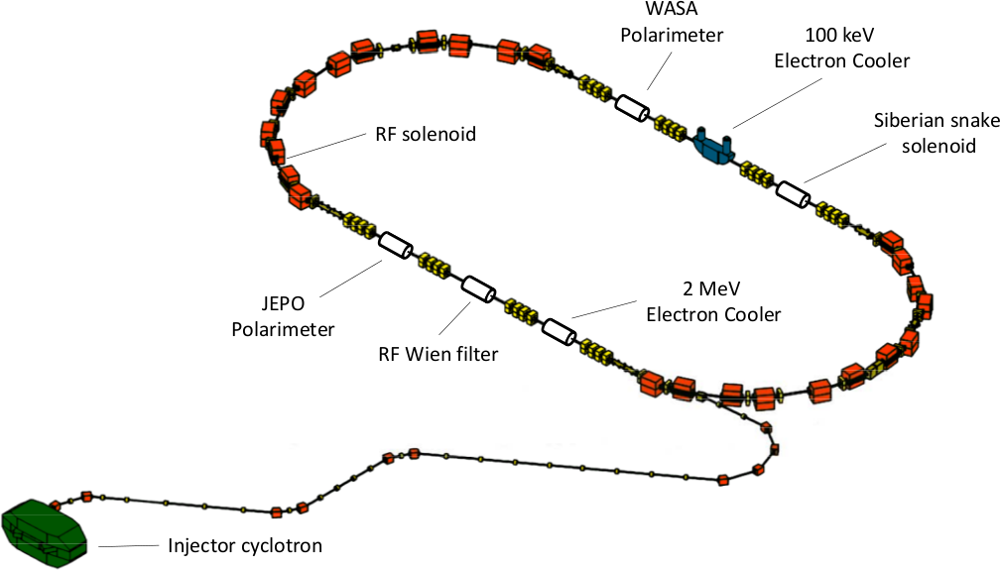 WASA
Polarimeter
100 keV
Electron Cooler
Siberian snake
solenoid
RF solenoid
JEPO
Polarimeter
RF Wien filter
2 MeV
Electron Cooler
Injector cyclotron